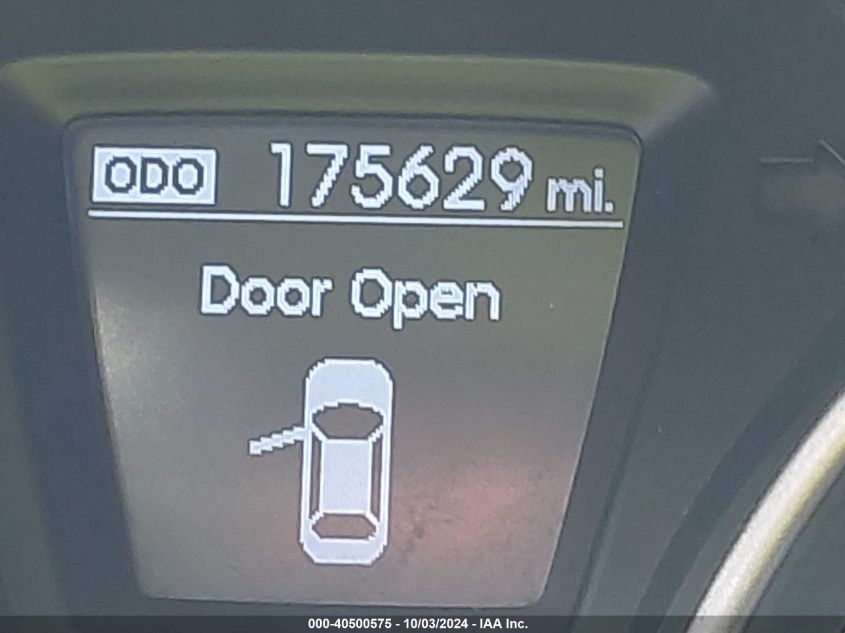 ODO 175629 mi.
Door Open
000-40500575 - 10/03/2024 - IAA Inc.